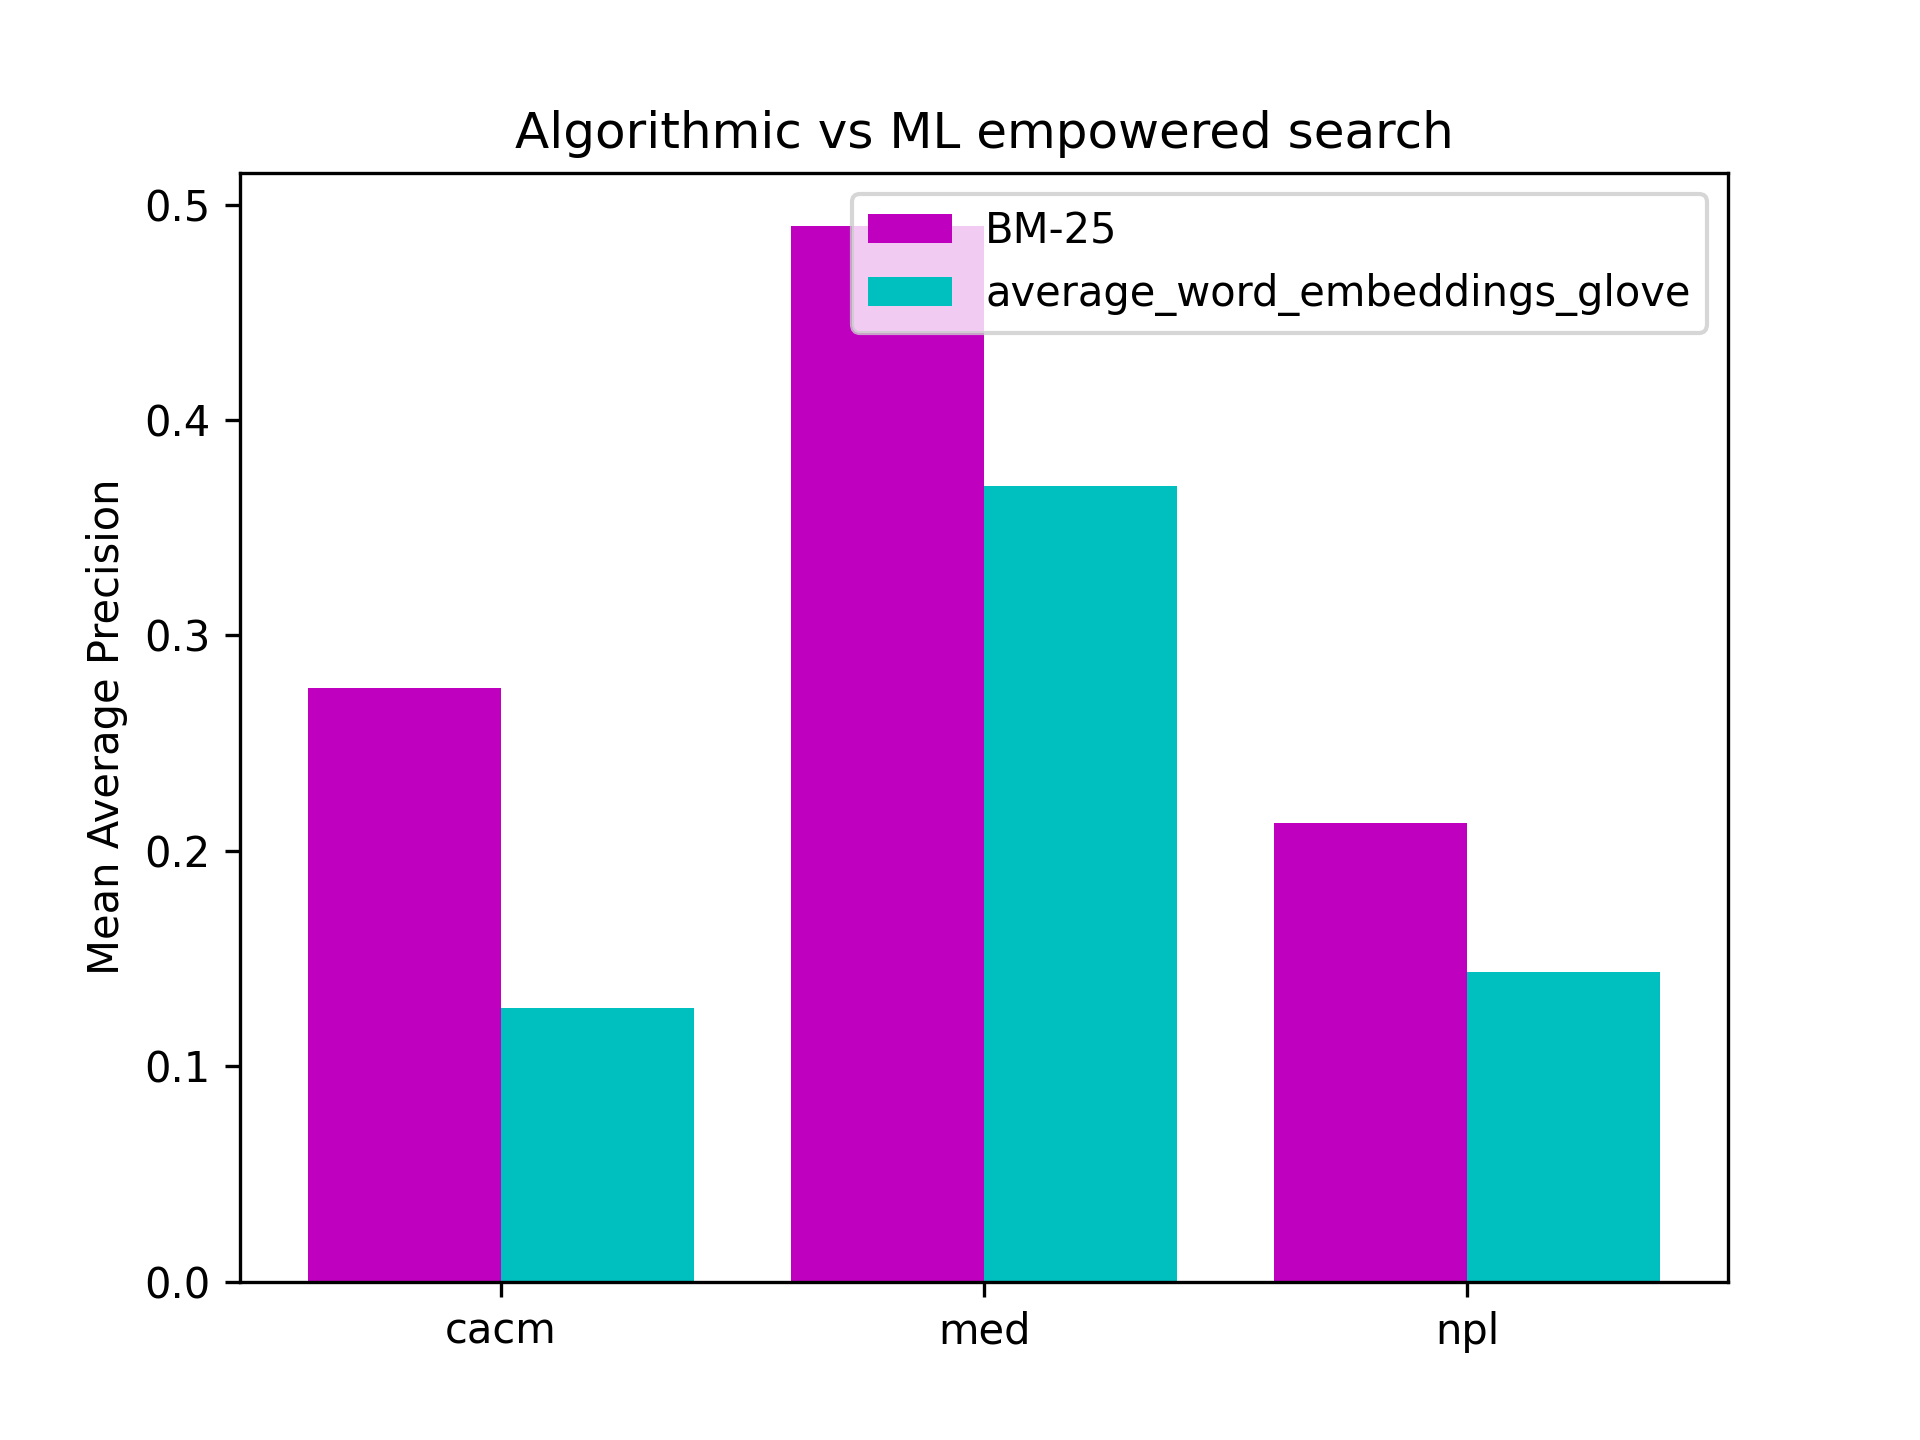 Algorithmic vs ML empowered search
BM-25
average_word_embeddings_glove
Mean Average Precision
0.5
0.4
0.3
0.2
0.1
0.0
cacm
med
npl